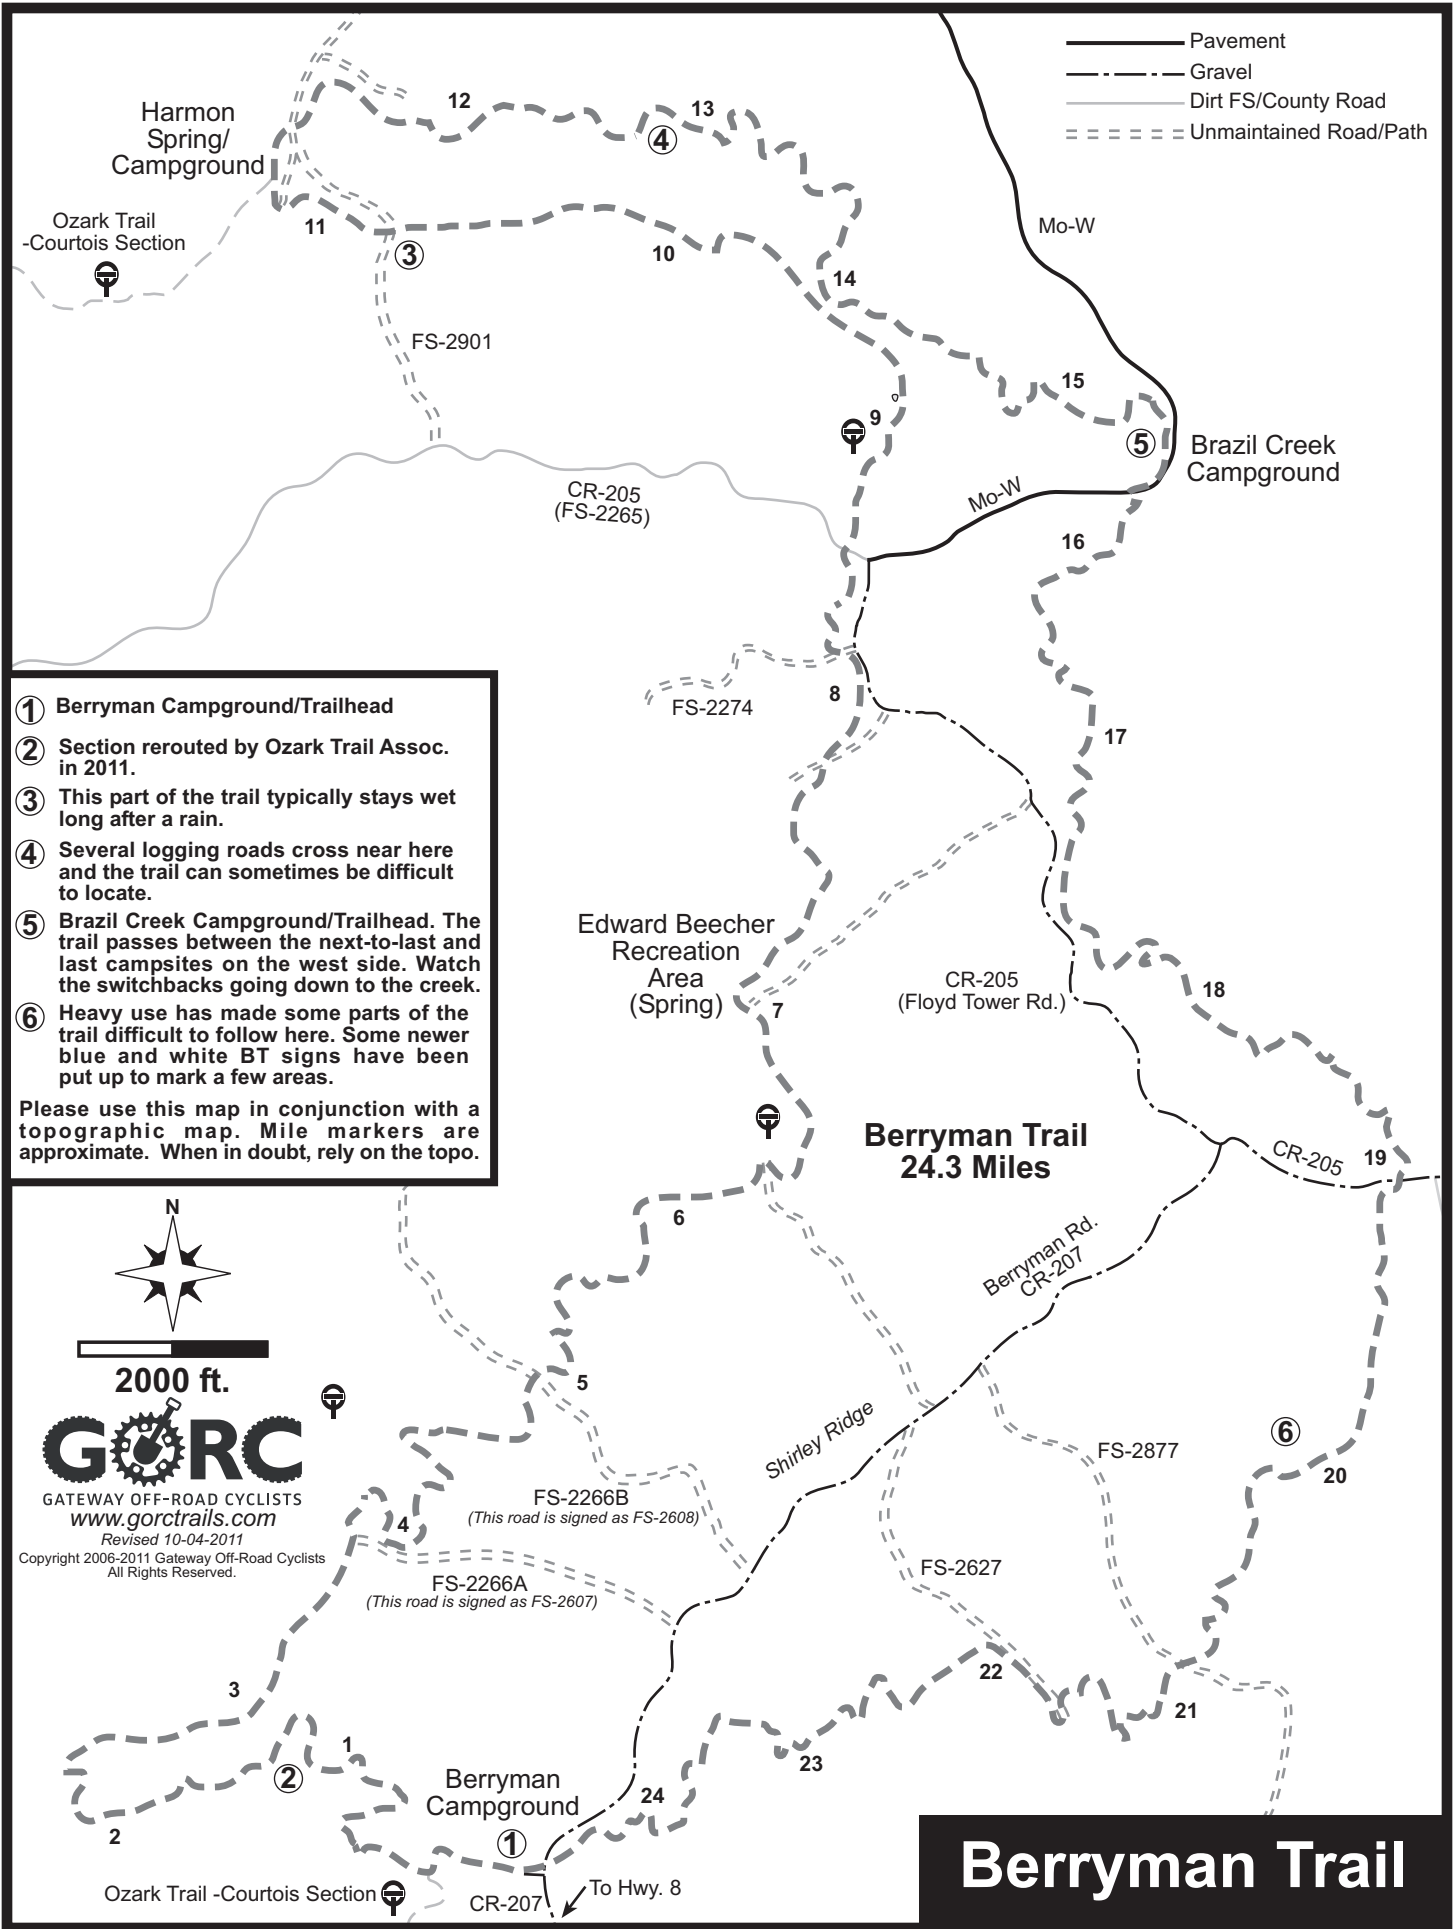 Pavement
Gravel
Dirt FS/County Road
Unmaintained Road/Path
Harmon
Spring/
Campground
12
13
4
Ozark Trail
-Courtois Section
11
3
10
14
Mo-W
FS-2901
15
9
5
Brazil Creek
Campground
CR-205
(FS-2265)
Mo-W
16
8
FS-2274
17
1 Berryman Campground/Trailhead
2 Section rerouted by Ozark Trail Assoc.
in 2011.
3 This part of the trail typically stays wet
long after a rain.
4 Several logging roads cross near here
and the trail can sometimes be difficult
to locate.
5 Brazil Creek Campground/Trailhead. The
trail passes between the next-to-last and
last campsites on the west side. Watch
the switchbacks going down to the creek.
6 Heavy use has made some parts of the
trail difficult to follow here. Some newer
blue and white BT signs have been
put up to mark a few areas.
Please use this map in conjunction with a
topographic map. Mile markers are
approximate. When in doubt, rely on the topo.
Edward Beecher
Recreation
Area
(Spring)
7
CR-205
(Floyd Tower Rd.)
18
Berryman Trail
24.3 Miles
CR-205
19
6
Berryman Rd.
CR-207
N
2000 ft.
5
GORC
GATEWAY OFF-ROAD CYCLISTS
www.gorctrails.com
Revised 10-04-2011
Copyright 2006-2011 Gateway Off-Road Cyclists
All Rights Reserved.
Shirley Ridge
6
FS-2877
20
FS-2266B
(This road is signed as FS-2608)
4
FS-2266A
(This road is signed as FS-2607)
FS-2627
3
22
21
1
2
23
Berryman
Campground
24
2
1
Ozark Trail -Courtois Section
CR-207
To Hwy. 8
Berryman Trail